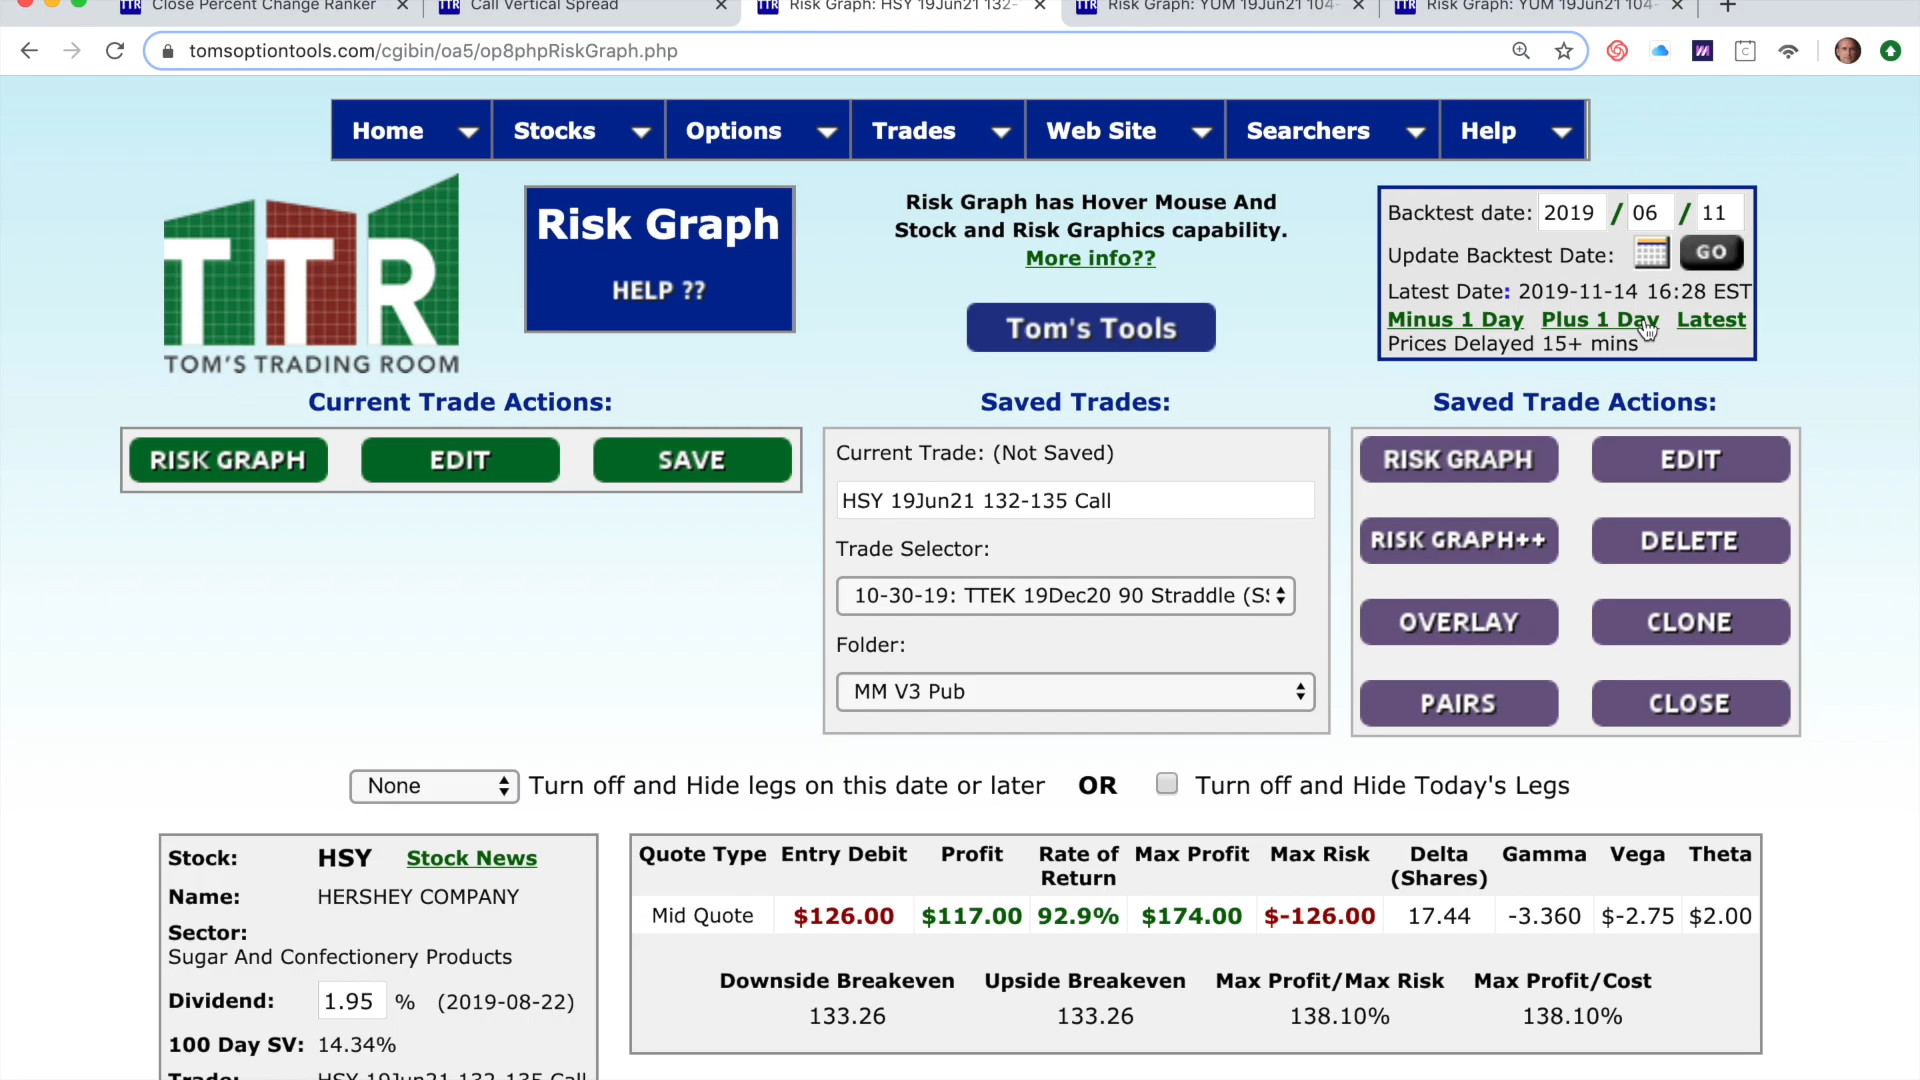 Close Percent Change Ranker
Call Vertical Spread
Risk Graph: HSY 19Jun21 132-
Risk Graph: YUM 19Jun21 104-
Risk Graph: YUM 19Jun21 104-
tomsoptiontools.com/cgibin/oa5/op8phpRiskGraph.php
Home Stocks Options Trades Web Site Searchers Help
TTR
TOM'S TRADING ROOM
Risk Graph
HELP ??
Risk Graph has Hover Mouse And
Stock and Risk Graphics capability.
More info??
Tom's Tools
Backtest date: 2019 / 06 / 11
Update Backtest Date: GO
Latest Date: 2019-11-14 16:28 EST
Minus 1 Day Plus 1 Day Latest
Prices Delayed 15+ mins
Current Trade Actions:
RISK GRAPH EDIT SAVE
Saved Trades:
Current Trade: (Not Saved)
HSY 19Jun21 132-135 Call
Trade Selector:
10-30-19: TTEK 19Dec20 90 Straddle (S
Folder:
MM V3 Pub
Saved Trade Actions:
RISK GRAPH EDIT
RISK GRAPH++ DELETE
OVERLAY CLONE
PAIRS CLOSE
None Turn off and Hide legs on this date or later OR Turn off and Hide Today's Legs
Stock: HSY Stock News
Name: HERSHEY COMPANY
Sector:
Sugar And Confectionery Products
Dividend: 1.95 % (2019-08-22)
100 Day SV: 14.34%
Trade: HSY 19Jun21 132-135 Call
Quote Type Entry Debit Profit Rate of Return Max Profit Max Risk Delta (Shares) Gamma Vega Theta
Mid Quote $126.00 $117.00 92.9% $174.00 $-126.00 17.44 -3.360 $-2.75 $2.00
Downside Breakeven Upside Breakeven Max Profit/Max Risk Max Profit/Cost
133.26 133.26 138.10% 138.10%